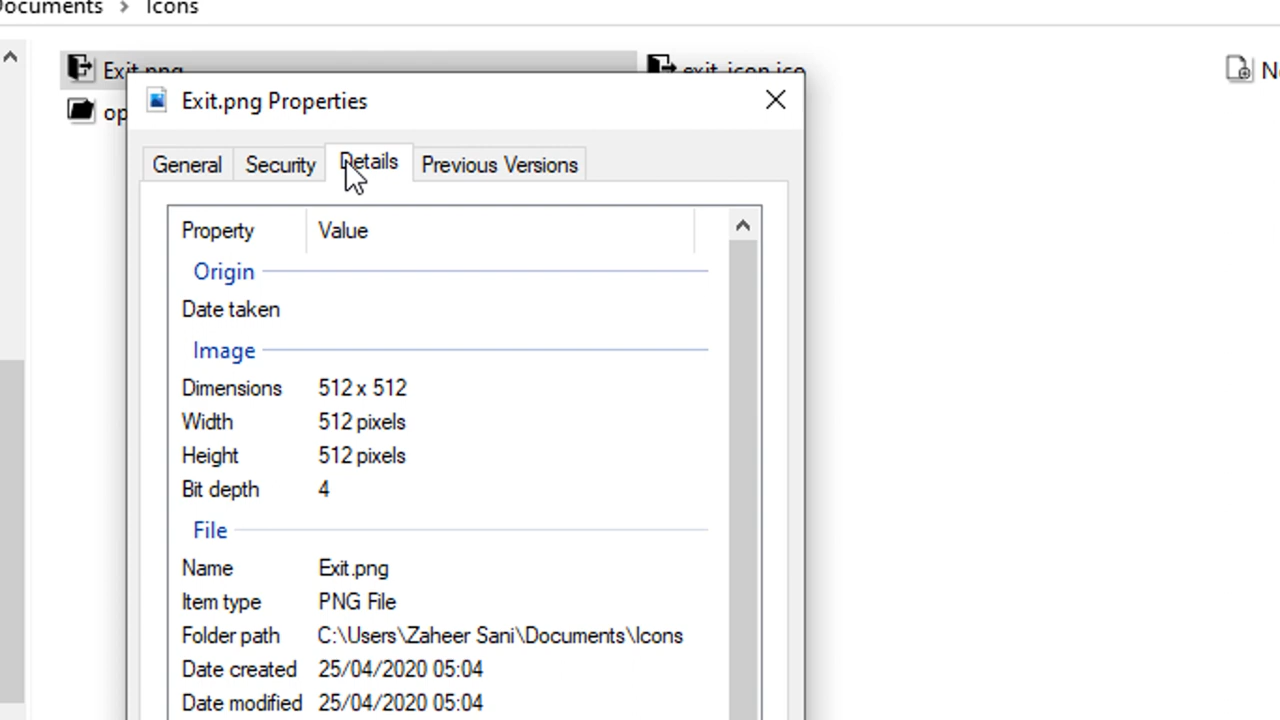 Documents > Icons
Exit.png
exit_icon.ico
Exit.png Properties
General
Security
Details
Previous Versions
Property Value
Origin
Date taken
Image
Dimensions 512 x 512
Width 512 pixels
Height 512 pixels
Bit depth 4
File
Name Exit.png
Item type PNG File
Folder path C:\Users\Zaheer Sani\Documents\Icons
Date created 25/04/2020 05:04
Date modified 25/04/2020 05:04